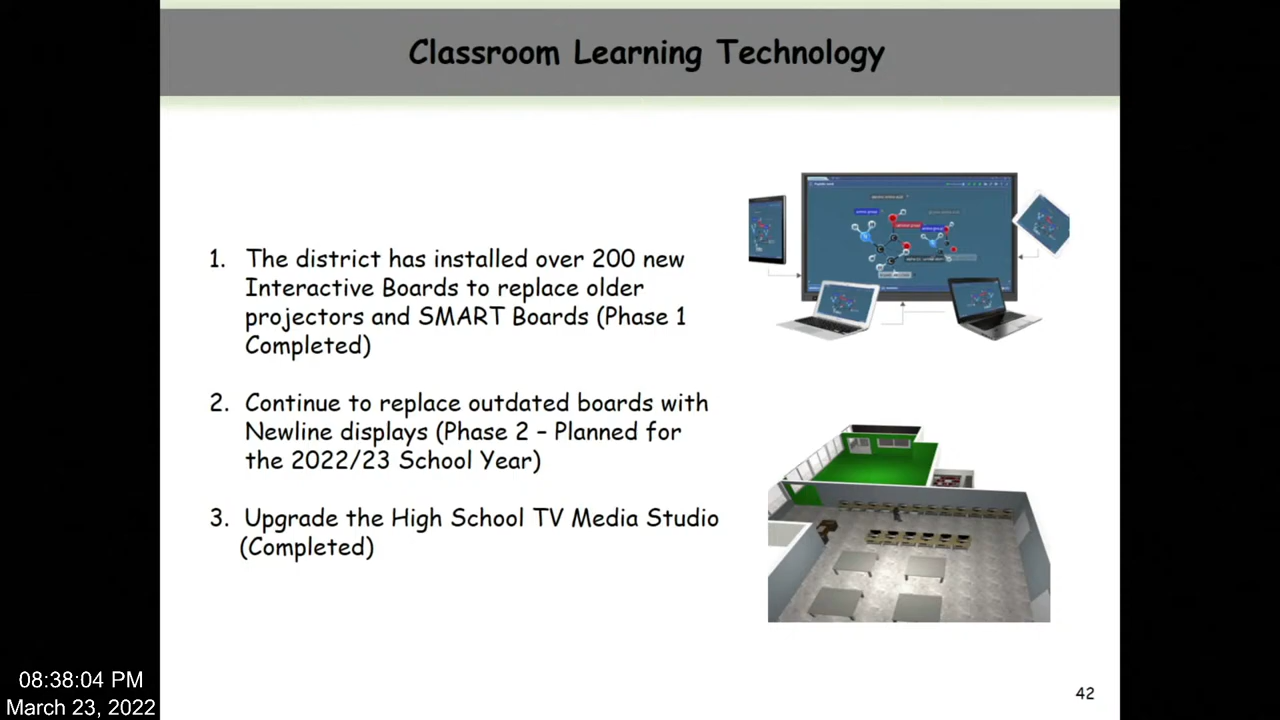 Classroom Learning Technology
1. The district has installed over 200 new
Interactive Boards to replace older
projectors and SMART Boards (Phase 1
Completed)
2. Continue to replace outdated boards with
Newline displays (Phase 2 – Planned for
the 2022/23 School Year)
3. Upgrade the High School TV Media Studio
(Completed)
08:38:04 PM
March 23, 2022
42